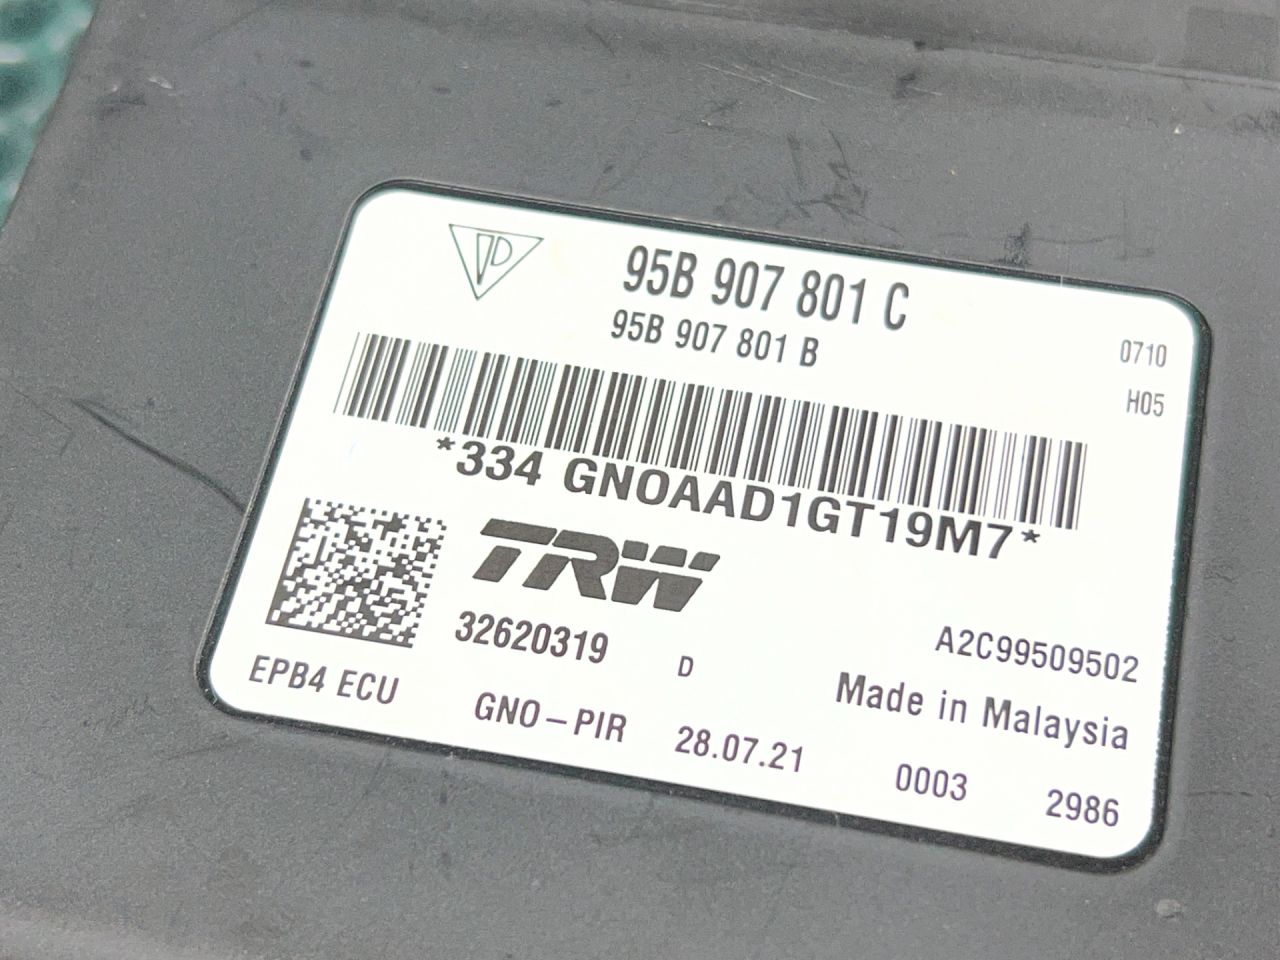 95B 907 801 C
95B 907 801 B
0710
H05
*334 GNOAAD1GT19M7*
TRW
32620319
D
A2C99509502
EPB4 ECU
GNO-PIR
28.07.21
Made in Malaysia
0003
2986